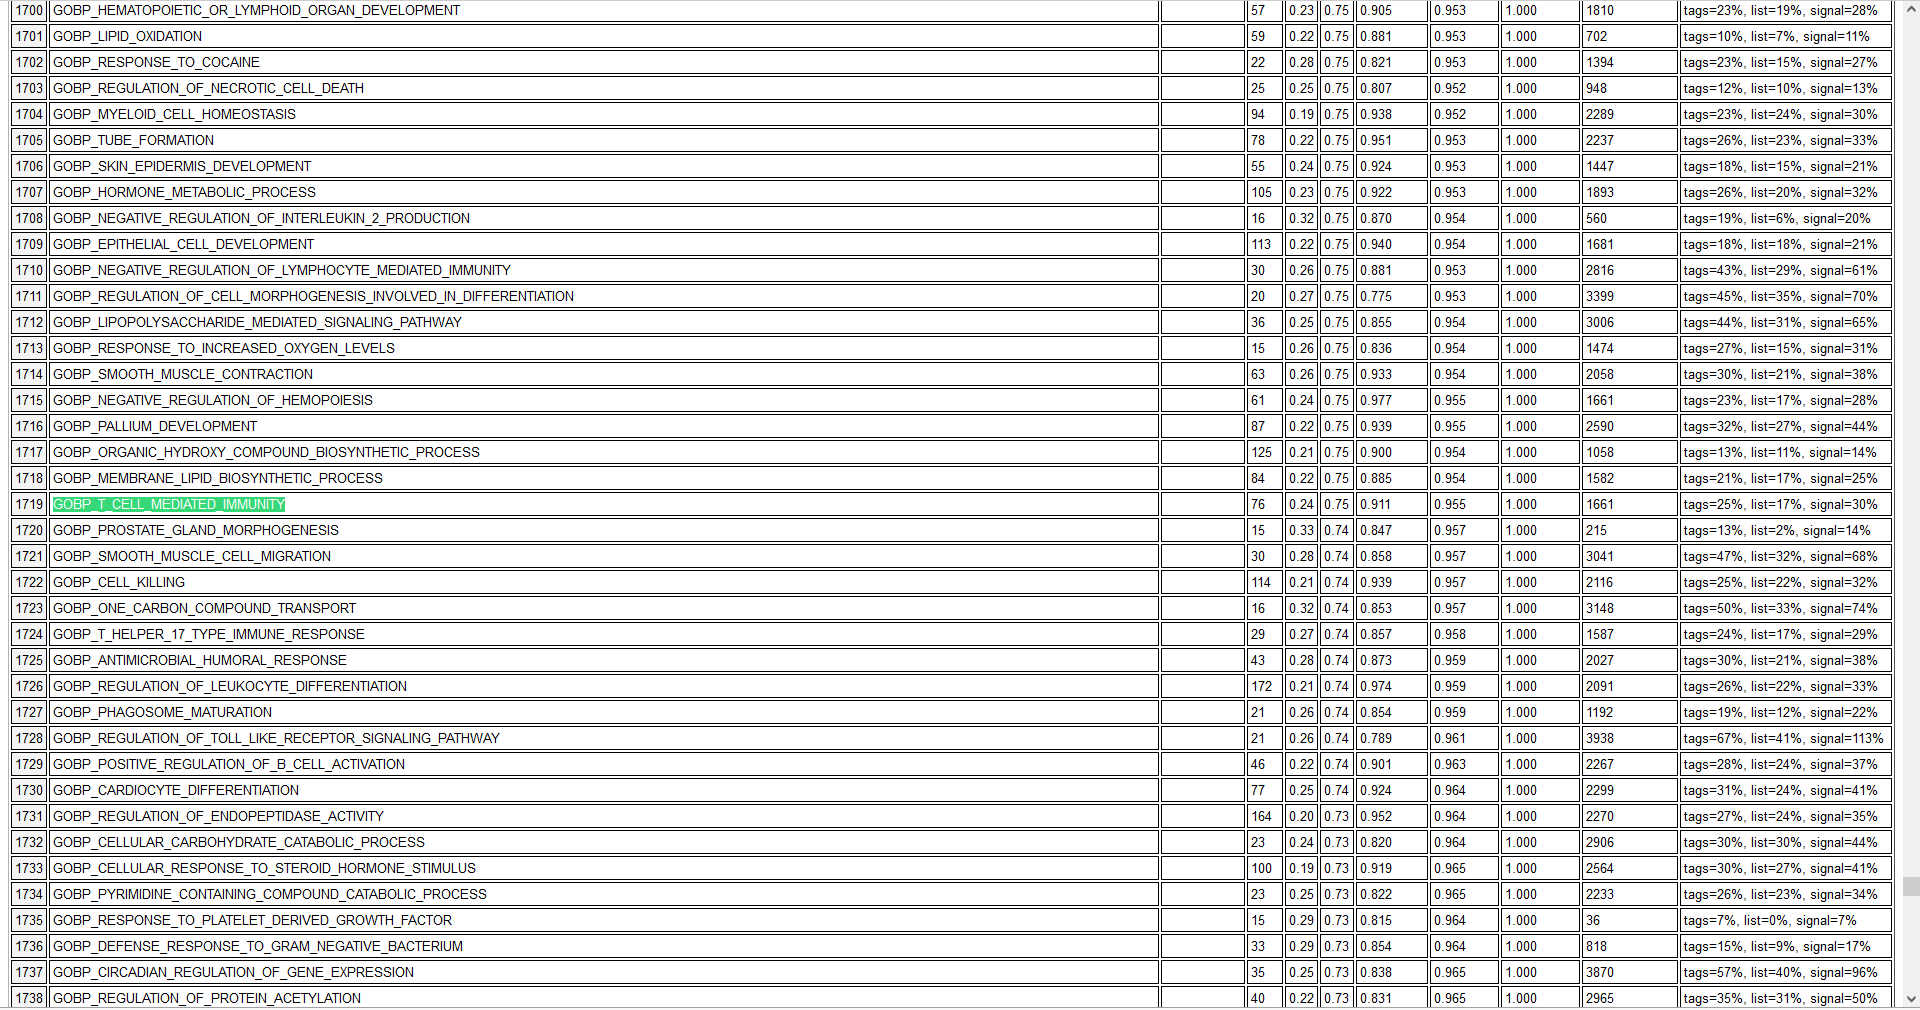 1700 GOBP_HEMATOPOIETIC_OR_LYMPHOID_ORGAN_DEVELOPMENT 57 0.23 0.75 0.905 0.953 1.000 1810 tags=23%, list=19%, signal=28%
1701 GOBP_LIPID_OXIDATION 59 0.22 0.75 0.881 0.953 1.000 702 tags=10%, list=7%, signal=11%
1702 GOBP_RESPONSE_TO_COCAINE 22 0.28 0.75 0.821 0.953 1.000 1394 tags=23%, list=15%, signal=27%
1703 GOBP_REGULATION_OF_NECROTIC_CELL_DEATH 25 0.25 0.75 0.807 0.952 1.000 948 tags=12%, list=10%, signal=13%
1704 GOBP_MYELOID_CELL_HOMEOSTASIS 94 0.19 0.75 0.938 0.952 1.000 2289 tags=23%, list=24%, signal=30%
1705 GOBP_TUBE_FORMATION 78 0.22 0.75 0.951 0.953 1.000 2237 tags=26%, list=23%, signal=33%
1706 GOBP_SKIN_EPIDERMIS_DEVELOPMENT 55 0.24 0.75 0.924 0.953 1.000 1447 tags=18%, list=15%, signal=21%
1707 GOBP_HORMONE_METABOLIC_PROCESS 105 0.23 0.75 0.922 0.953 1.000 1893 tags=26%, list=20%, signal=32%
1708 GOBP_NEGATIVE_REGULATION_OF_INTERLEUKIN_2_PRODUCTION 16 0.32 0.75 0.870 0.954 1.000 560 tags=19%, list=6%, signal=20%
1709 GOBP_EPITHELIAL_CELL_DEVELOPMENT 113 0.22 0.75 0.940 0.954 1.000 1681 tags=18%, list=18%, signal=21%
1710 GOBP_NEGATIVE_REGULATION_OF_LYMPHOCYTE_MEDIATED_IMMUNITY 30 0.26 0.75 0.881 0.953 1.000 2816 tags=43%, list=29%, signal=61%
1711 GOBP_REGULATION_OF_CELL_MORPHOGENESIS_INVOLVED_IN_DIFFERENTIATION 20 0.27 0.75 0.775 0.953 1.000 3399 tags=45%, list=35%, signal=70%
1712 GOBP_LIPOPOLYSACCHARIDE_MEDIATED_SIGNALING_PATHWAY 36 0.25 0.75 0.855 0.954 1.000 3006 tags=44%, list=31%, signal=65%
1713 GOBP_RESPONSE_TO_INCREASED_OXYGEN_LEVELS 15 0.26 0.75 0.836 0.954 1.000 1474 tags=27%, list=15%, signal=31%
1714 GOBP_SMOOTH_MUSCLE_CONTRACTION 63 0.26 0.75 0.933 0.954 1.000 2058 tags=30%, list=21%, signal=38%
1715 GOBP_NEGATIVE_REGULATION_OF_HEMOPOIESIS 61 0.24 0.75 0.977 0.955 1.000 1661 tags=23%, list=17%, signal=28%
1716 GOBP_PALLIUM_DEVELOPMENT 87 0.22 0.75 0.939 0.955 1.000 2590 tags=32%, list=27%, signal=44%
1717 GOBP_ORGANIC_HYDROXY_COMPOUND_BIOSYNTHETIC_PROCESS 125 0.21 0.75 0.900 0.954 1.000 1058 tags=13%, list=11%, signal=14%
1718 GOBP_MEMBRANE_LIPID_BIOSYNTHETIC_PROCESS 84 0.22 0.75 0.885 0.954 1.000 1582 tags=21%, list=17%, signal=25%
1719 GOBP_T_CELL_MEDIATED_IMMUNITY 76 0.24 0.75 0.911 0.955 1.000 1661 tags=25%, list=17%, signal=30%
1720 GOBP_PROSTATE_GLAND_MORPHOGENESIS 15 0.33 0.74 0.847 0.957 1.000 215 tags=13%, list=2%, signal=14%
1721 GOBP_SMOOTH_MUSCLE_CELL_MIGRATION 30 0.28 0.74 0.858 0.957 1.000 3041 tags=47%, list=32%, signal=68%
1722 GOBP_CELL_KILLING 114 0.21 0.74 0.939 0.957 1.000 2116 tags=25%, list=22%, signal=32%
1723 GOBP_ONE_CARBON_COMPOUND_TRANSPORT 16 0.32 0.74 0.853 0.957 1.000 3148 tags=50%, list=33%, signal=74%
1724 GOBP_T_HELPER_17_TYPE_IMMUNE_RESPONSE 29 0.27 0.74 0.857 0.958 1.000 1587 tags=24%, list=17%, signal=29%
1725 GOBP_ANTIMICROBIAL_HUMORAL_RESPONSE 43 0.28 0.74 0.873 0.959 1.000 2027 tags=30%, list=21%, signal=38%
1726 GOBP_REGULATION_OF_LEUKOCYTE_DIFFERENTIATION 172 0.21 0.74 0.974 0.959 1.000 2091 tags=26%, list=22%, signal=33%
1727 GOBP_PHAGOSOME_MATURATION 21 0.26 0.74 0.854 0.959 1.000 1192 tags=19%, list=12%, signal=22%
1728 GOBP_REGULATION_OF_TOLL_LIKE_RECEPTOR_SIGNALING_PATHWAY 21 0.26 0.74 0.789 0.961 1.000 3938 tags=67%, list=41%, signal=113%
1729 GOBP_POSITIVE_REGULATION_OF_B_CELL_ACTIVATION 46 0.22 0.74 0.901 0.963 1.000 2267 tags=28%, list=24%, signal=37%
1730 GOBP_CARDIOCYTE_DIFFERENTIATION 77 0.25 0.74 0.924 0.964 1.000 2299 tags=31%, list=24%, signal=41%
1731 GOBP_REGULATION_OF_ENDOPEPTIDASE_ACTIVITY 164 0.20 0.73 0.952 0.964 1.000 2270 tags=27%, list=24%, signal=35%
1732 GOBP_CELLULAR_CARBOHYDRATE_CATABOLIC_PROCESS 23 0.24 0.73 0.820 0.964 1.000 2906 tags=30%, list=30%, signal=44%
1733 GOBP_CELLULAR_RESPONSE_TO_STEROID_HORMONE_STIMULUS 100 0.19 0.73 0.919 0.965 1.000 2564 tags=30%, list=27%, signal=41%
1734 GOBP_PYRIMIDINE_CONTAINING_COMPOUND_CATABOLIC_PROCESS 23 0.25 0.73 0.822 0.965 1.000 2233 tags=26%, list=23%, signal=34%
1735 GOBP_RESPONSE_TO_PLATELET_DERIVED_GROWTH_FACTOR 15 0.29 0.73 0.815 0.964 1.000 36 tags=7%, list=0%, signal=7%
1736 GOBP_DEFENSE_RESPONSE_TO_GRAM_NEGATIVE_BACTERIUM 33 0.29 0.73 0.854 0.964 1.000 818 tags=15%, list=9%, signal=17%
1737 GOBP_CIRCADIAN_REGULATION_OF_GENE_EXPRESSION 35 0.25 0.73 0.838 0.965 1.000 3870 tags=57%, list=40%, signal=96%
1738 GOBP_REGULATION_OF_PROTEIN_ACETYLATION 40 0.22 0.73 0.831 0.965 1.000 2965 tags=35%, list=31%, signal=50%